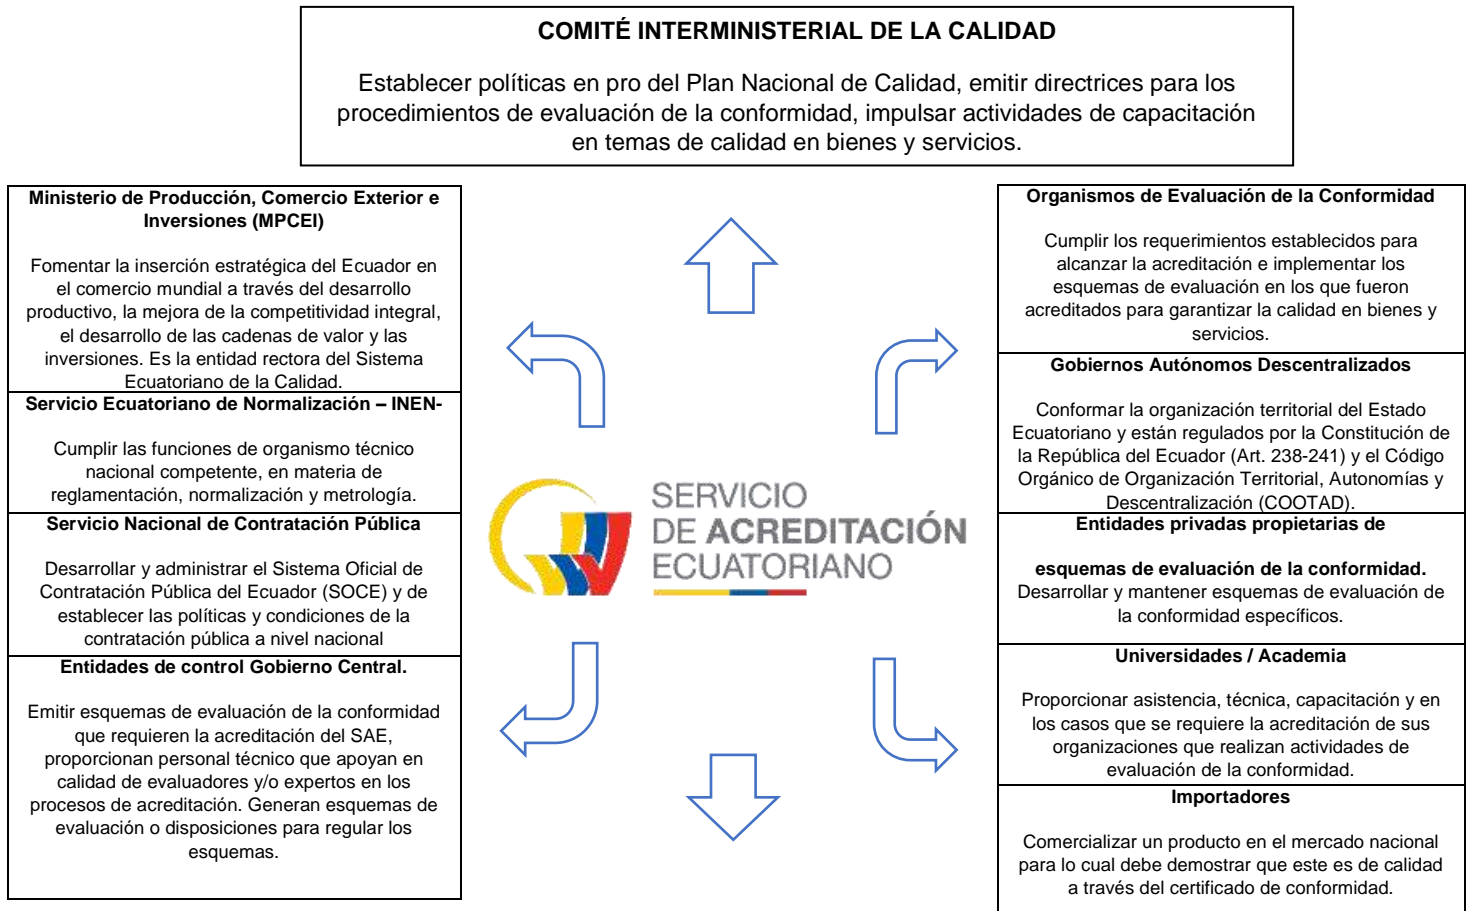 COMITÉ INTERMINISTERIAL DE LA CALIDAD
Establecer políticas en pro del Plan Nacional de Calidad, emitir directrices para los
procedimientos de evaluación de la conformidad, impulsar actividades de capacitación
en temas de calidad en bienes y servicios.
Ministerio de Producción, Comercio Exterior e
Inversiones (MPCEI)
Fomentar la inserción estratégica del Ecuador en
el comercio mundial a través del desarrollo
productivo, la mejora de la competitividad integral,
el desarrollo de las cadenas de valor y las
inversiones. Es la entidad rectora del Sistema
Ecuatoriano de la Calidad.
Servicio Ecuatoriano de Normalización – INEN-
Cumplir las funciones de organismo técnico
nacional competente, en materia de
reglamentación, normalización y metrología.
Servicio Nacional de Contratación Pública
Desarrollar y administrar el Sistema Oficial de
Contratación Pública del Ecuador (SOCE) y de
establecer las políticas y condiciones de la
contratación pública a nivel nacional
Entidades de control Gobierno Central.
Emitir esquemas de evaluación de la conformidad
que requieren la acreditación del SAE,
proporcionan personal técnico que apoyan en
calidad de evaluadores y/o expertos en los
procesos de acreditación. Generan esquemas de
evaluación o disposiciones para regular los
esquemas.
SERVICIO
DE ACREDITACIÓN
ECUATORIANO
Organismos de Evaluación de la Conformidad
Cumplir los requerimientos establecidos para
alcanzar la acreditación e implementar los
esquemas de evaluación en los que fueron
acreditados para garantizar la calidad en bienes y
servicios.
Gobiernos Autónomos Descentralizados
Conformar la organización territorial del Estado
Ecuatoriano y están regulados por la Constitución de
la República del Ecuador (Art. 238-241) y el Código
Orgánico de Organización Territorial, Autonomías y
Descentralización (COOTAD).
Entidades privadas propietarias de
esquemas de evaluación de la conformidad.
Desarrollar y mantener esquemas de evaluación de
la conformidad específicos.
Universidades / Academia
Proporcionar asistencia, técnica, capacitación y en
los casos que se requiere la acreditación de sus
organizaciones que realizan actividades de
evaluación de la conformidad.
Importadores
Comercializar un producto en el mercado nacional
para lo cual debe demostrar que este es de calidad
a través del certificado de conformidad.